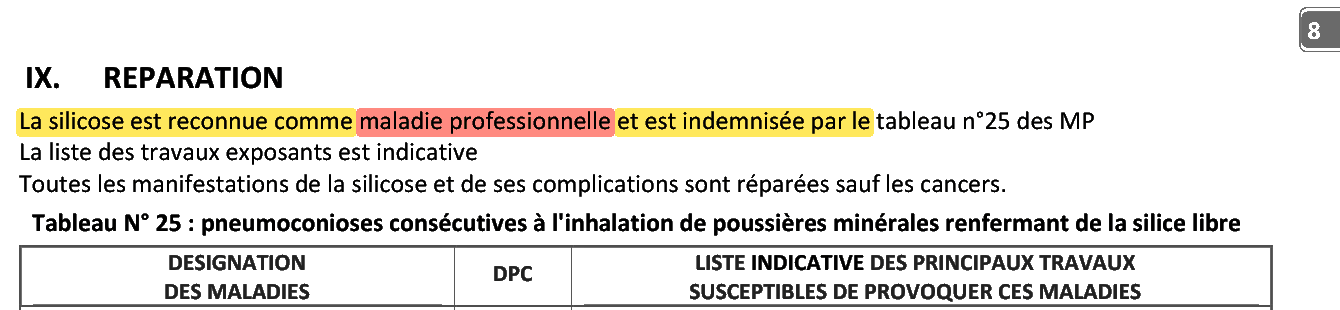 8
IX. REPARATION
La silicose est reconnue comme maladie professionnelle et est indemnisée par le tableau n°25 des MP
La liste des travaux exposants est indicative
Toutes les manifestations de la silicose et de ses complications sont réparées sauf les cancers.
Tableau N° 25 : pneumoconioses consécutives à l'inhalation de poussières minérales renfermant de la silice libre
DESIGNATION
DES MALADIES
DPC
LISTE INDICATIVE DES PRINCIPAUX TRAVAUX
SUSCEPTIBLES DE PROVOQUER CES MALADIES